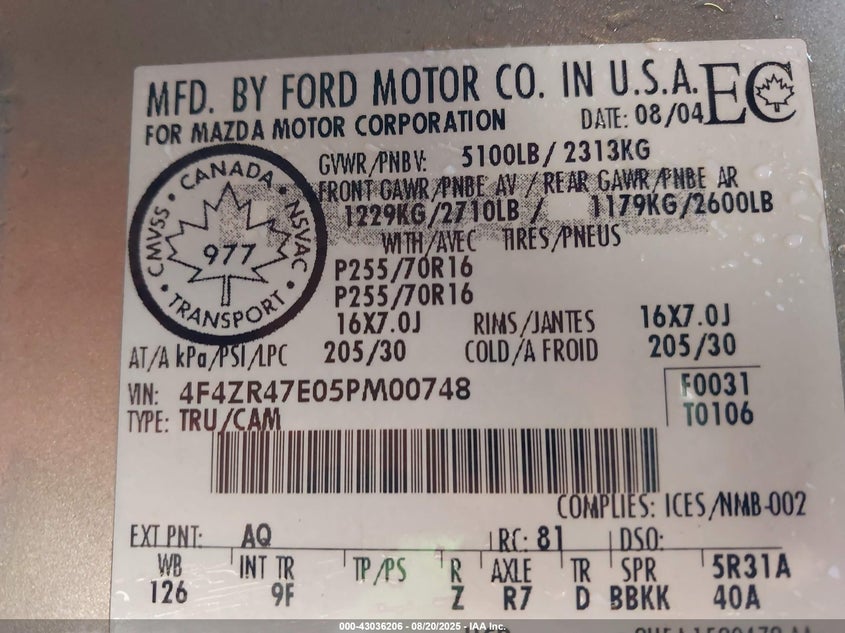 MFD. BY FORD MOTOR CO. IN U.S.A.
FOR MAZDA MOTOR CORPORATION
DATE: 08/04
EC
GVWR/PNBV: 5100LB/ 2313KG
FRONT GAWR/PNBE AV / REAR GAWR/PNBE AR
1229KG/2710LB / 1179KG/2600LB
WITH/AVEC TIRES/PNEUS
CANADA • NSVAC • TRANSPORT • CMVSS •
977
P255/70R16
P255/70R16
16X7.0J RIMS/JANTES 16X7.0J
AT/A kPa/PSI/LPC 205/30 COLD/A FROID 205/30
VIN: 4F4ZR47E05PM00748
F0031
TYPE: TRU/CAM
T0106
COMPLIES: ICES/NMB-002
EXT PNT: AQ RC: 81 DSO:
WB INT TR TP/PS R AXLE TR SPR 5R31A
126 9F Z R7 D BBKK 40A
000-43036206 - 08/20/2025 - IAA Inc.